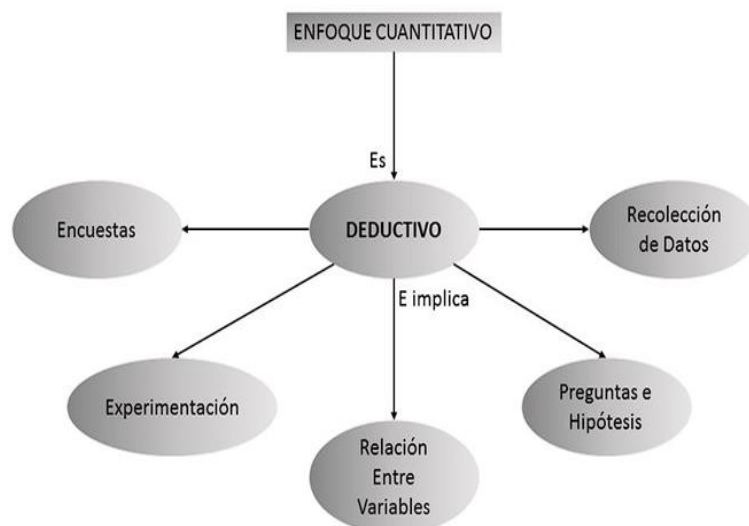 ENFOQUE CUANTITATIVO
Es
Encuestas
DEDUCTIVO
Recolección
de Datos
E implica
Experimentación
Preguntas e
Hipótesis
Relación
Entre
Variables